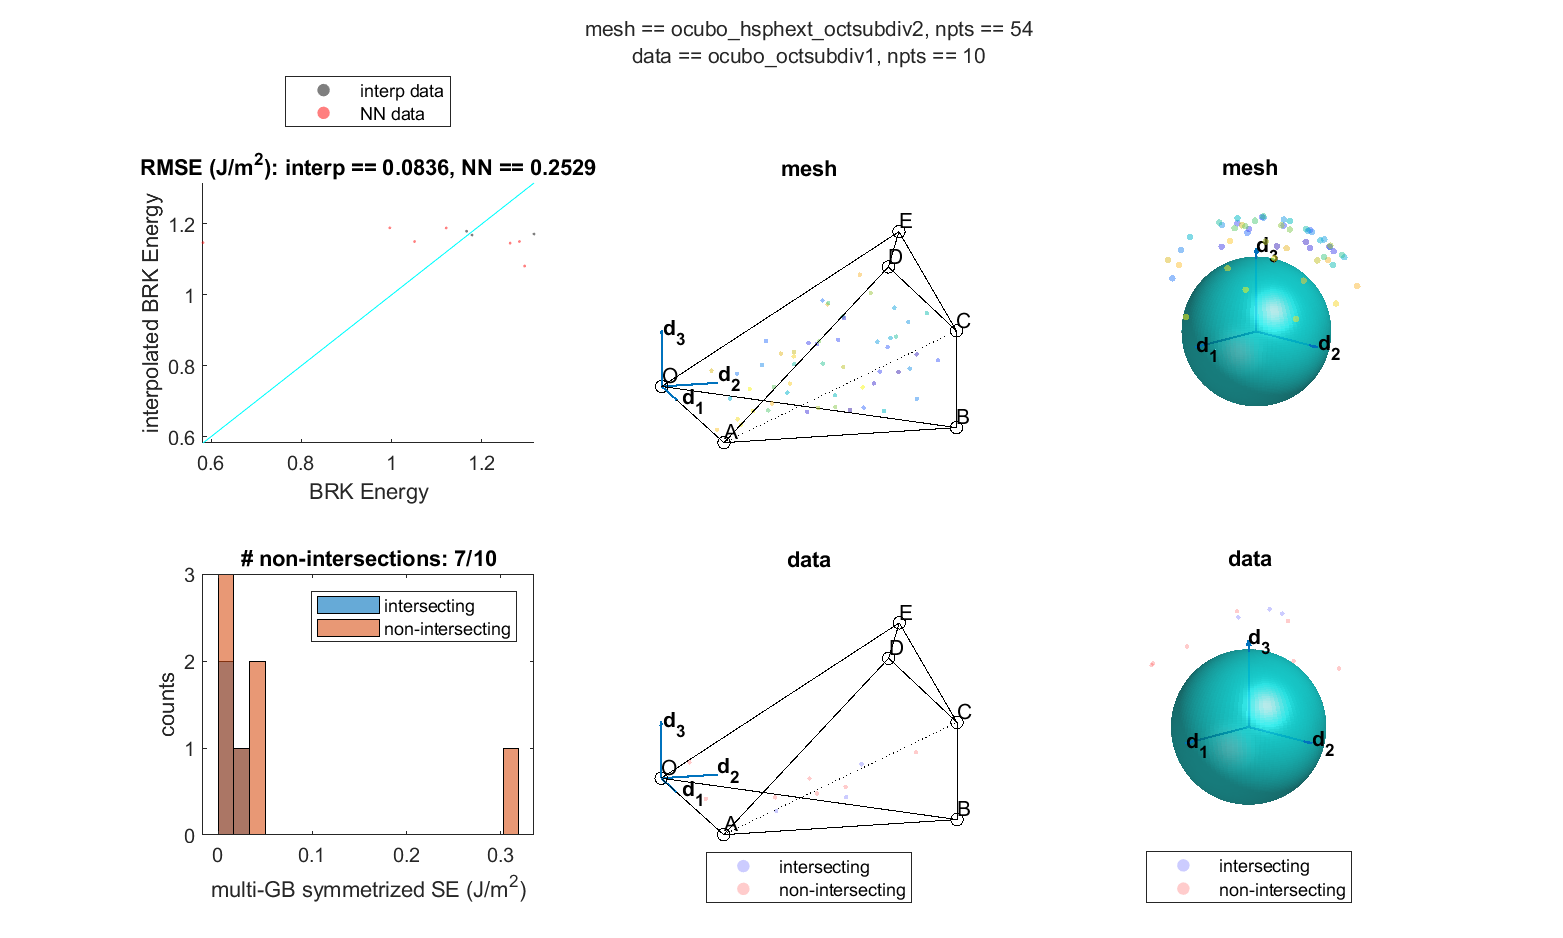 mesh == ocubo_hsphext_octsubdiv2, npts == 54
data == ocubo_octsubdiv1, npts == 10
interp data
NN data
RMSE (J/m²): interp == 0.0836, NN == 0.2529
interpolated BRK Energy
1.2
1
0.8
0.6
0.6
0.8
1
1.2
BRK Energy
mesh
E
D
C
d₃
O
d₂
d₁
B
A
mesh
d₃
d₁
d₂
# non-intersections: 7/10
intersecting
non-intersecting
counts
3
2
1
0
0
0.1
0.2
0.3
multi-GB symmetrized SE (J/m²)
data
E
D
C
d₃
O
d₂
d₁
B
A
intersecting
non-intersecting
data
d₃
d₁
d₂
intersecting
non-intersecting